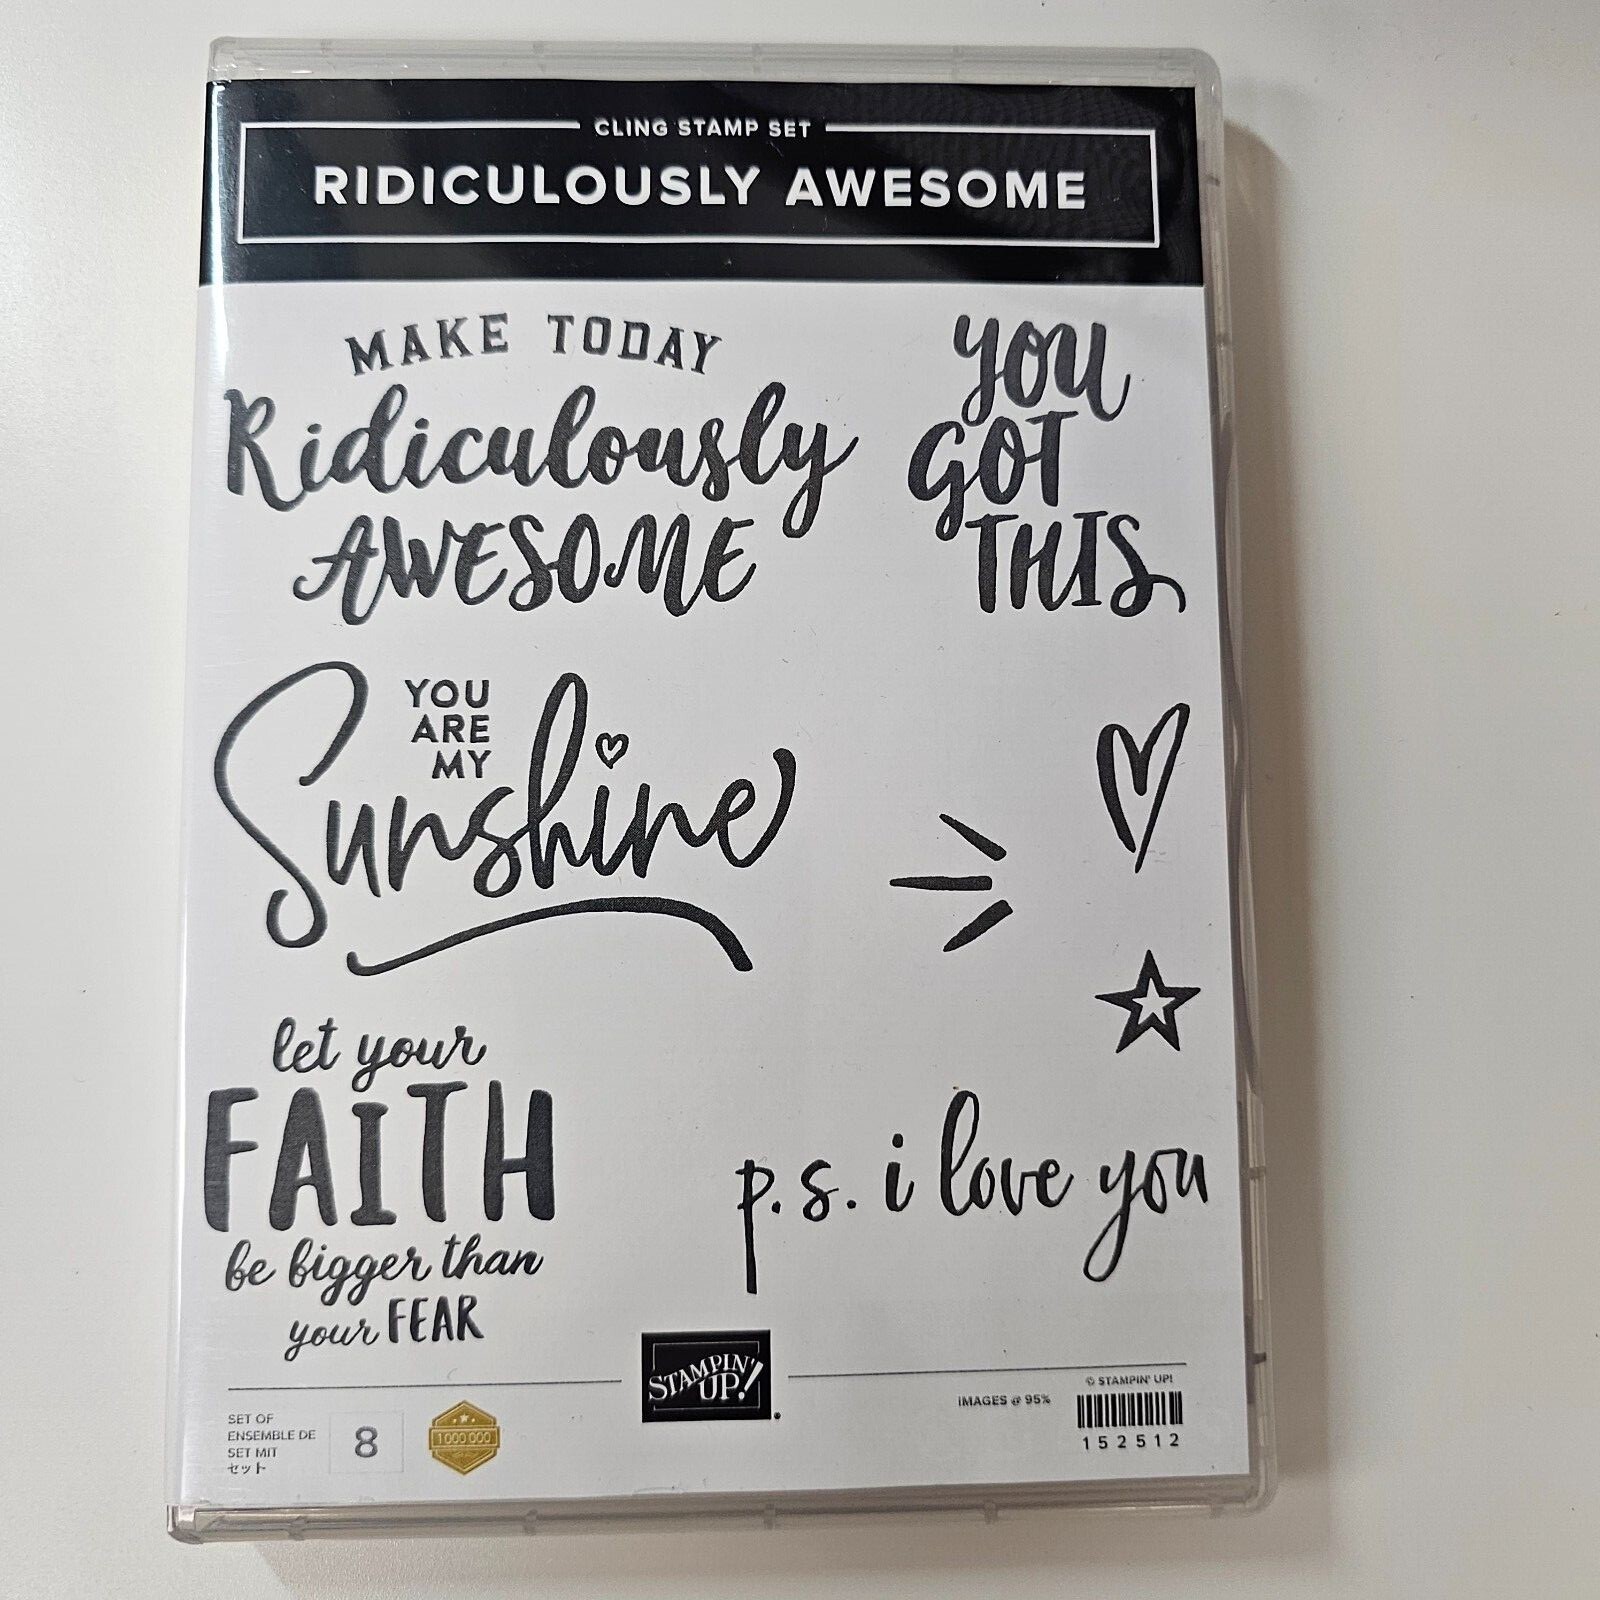 CLING STAMP SET
RIDICULOUSLY AWESOME
MAKE TODAY
Ridiculously
AWESOME
YOU
GOT
THIS
YOU
ARE
MY
Sunshine
let your
FAITH
be bigger than
your FEAR
p.s. i love you
STAMPIN'
UP!
SET OF
ENSEMBLE DE
SET MIT
セット
8
1 000 000
IMAGES @ 95%
© STAMPIN' UP!
152512